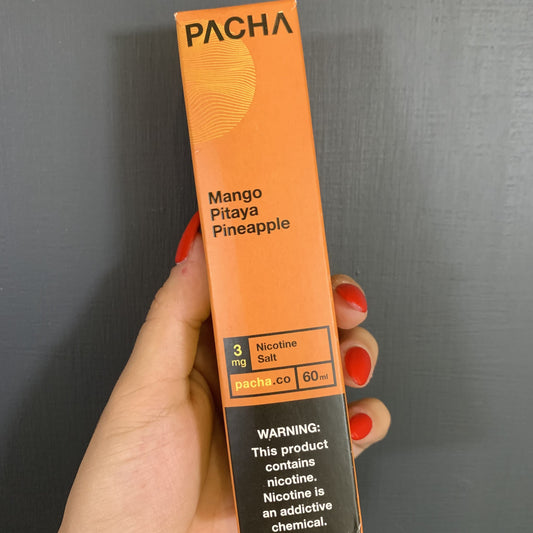 PACHA
Mango
Pitaya
Pineapple
3
mg
Nicotine
Salt
pacha.co
60ml
WARNING:
This product
contains
nicotine.
Nicotine is
an addictive
chemical.